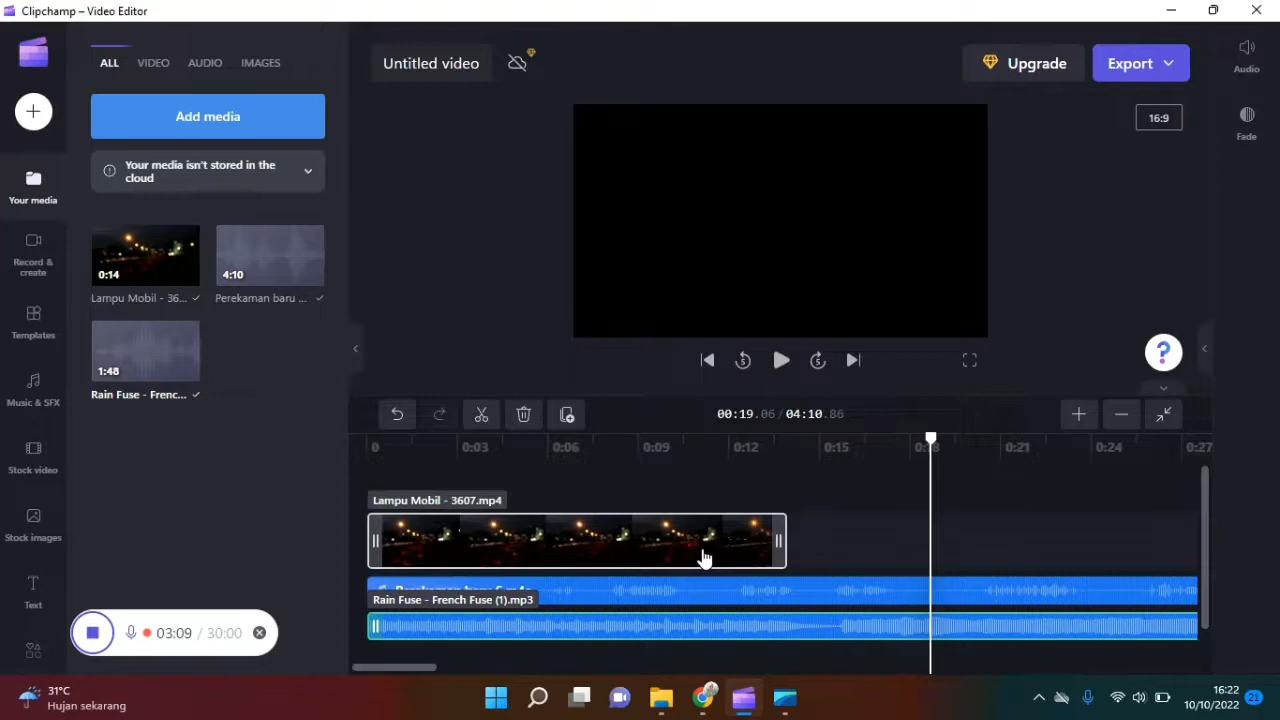 Clipchamp – Video Editor
ALL VIDEO AUDIO IMAGES
Untitled video
Upgrade
Export
Audio
Add media
16:9
Fade
Your media isn't stored in the
cloud
Your media
Record &
create
Templates
Music & SFX
Stock video
Stock images
Text
0:14
4:10
Lampu Mobil - 36...
Perekaman baru ...
1:48
Rain Fuse - Frenc...
5
5
?
00:19.06 / 04:10.86
0 0:03 0:06 0:09 0:12 0:15 0:18 0:21 0:24 0:27
Lampu Mobil - 3607.mp4
Rain Fuse - French Fuse (1).mp3
03:09 / 30:00
31°C
Hujan sekarang
16:22
10/10/2022
21